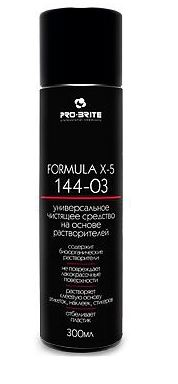 PRO-BRITE
FORMULA X-5
144-03
универсальное
чистящее средство
на основе
растворителей
содержит
биоорганические
растворители
не повреждает
лакокрасочные
поверхности
растворяет
клеевую основу
этикеток, наклеек, стикеров
отбеливает
пластик
300мл